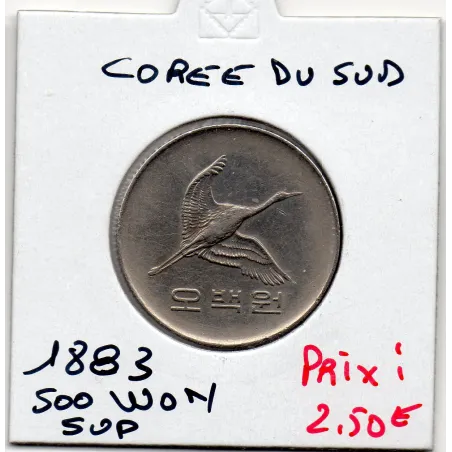 COREE DU SUD
오백원
1883
500 WON
SUP
Prix :
2.50€